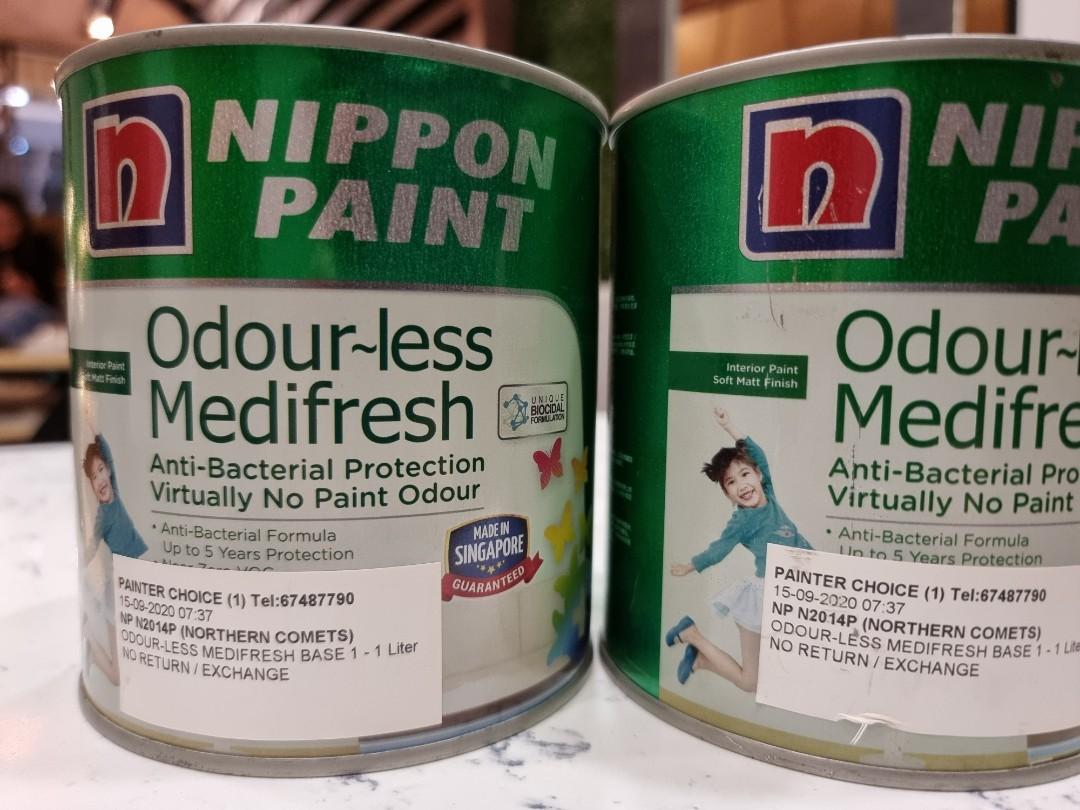 n
NIPPON
PAINT
Odour~less
Medifresh
Interior Paint
Soft Matt Finish
UNIQUE
BIOCIDAL
FORMULATION
Anti-Bacterial Protection
Virtually No Paint Odour
• Anti-Bacterial Formula
Up to 5 Years Protection
MADE IN
SINGAPORE
GUARANTEED
PAINTER CHOICE (1) Tel:67487790
15-09-2020 07:37
NP N2014P (NORTHERN COMETS)
ODOUR-LESS MEDIFRESH BASE 1 - 1 Liter
NO RETURN / EXCHANGE
n
NIP
PA
Odour~
Medifre
Interior Paint
Soft Matt Finish
Anti-Bacterial Pro
Virtually No Paint
• Anti-Bacterial Formula
Up to 5 Years Protection
PAINTER CHOICE (1) Tel:67487790
15-09-2020 07:37
NP N2014P (NORTHERN COMETS)
ODOUR-LESS MEDIFRESH BASE 1 - 1 Lite
NO RETURN / EXCHANGE